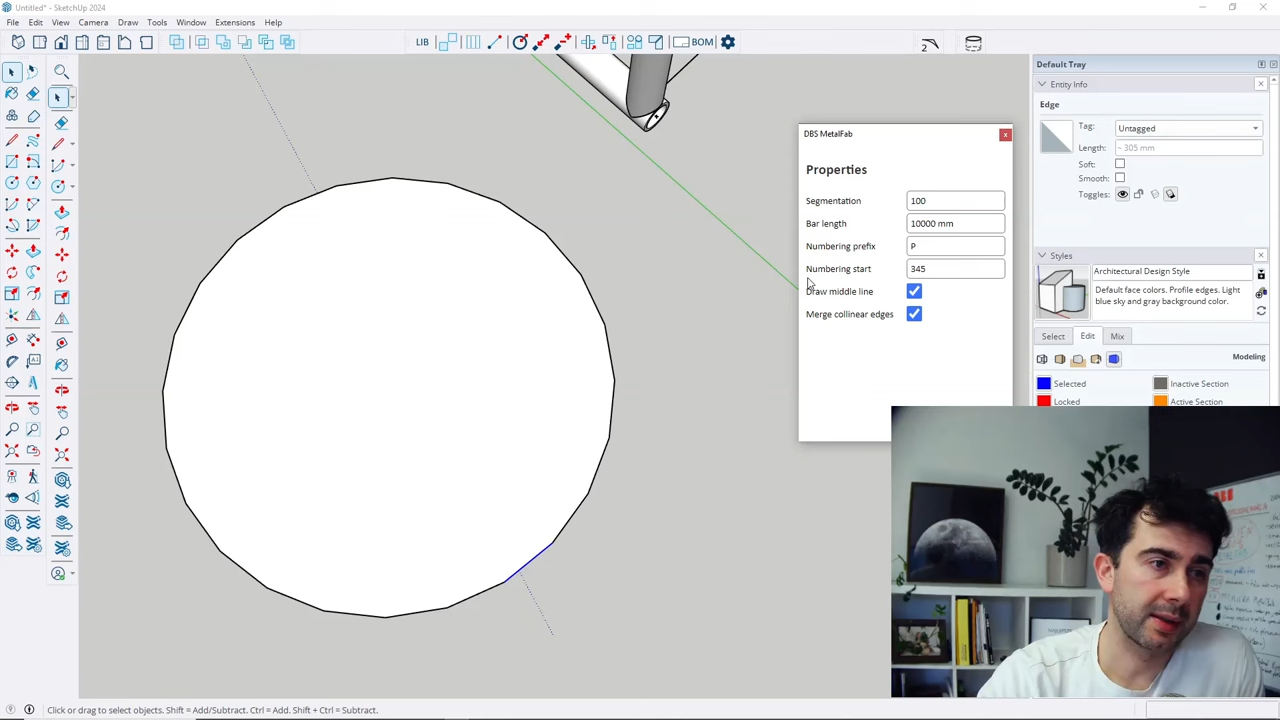 Untitled* - SketchUp 2024
File Edit View Camera Draw Tools Window Extensions Help
LIB
BOM
2
Default Tray
Entity Info
Edge
Tag: Untagged
Length: ~ 305 mm
Soft:
Smooth:
Toggles:
Styles
Architectural Design Style
Default face colors. Profile edges. Light
blue sky and gray background color.
Select Edit Mix
Modeling
Selected Inactive Section
Locked Active Section
DBS MetalFab
Properties
Segmentation 100
Bar length 10000 mm
Numbering prefix P
Numbering start 345
Draw middle line
Merge collinear edges
Click or drag to select objects. Shift = Add/Subtract. Ctrl = Add. Shift + Ctrl = Subtract.